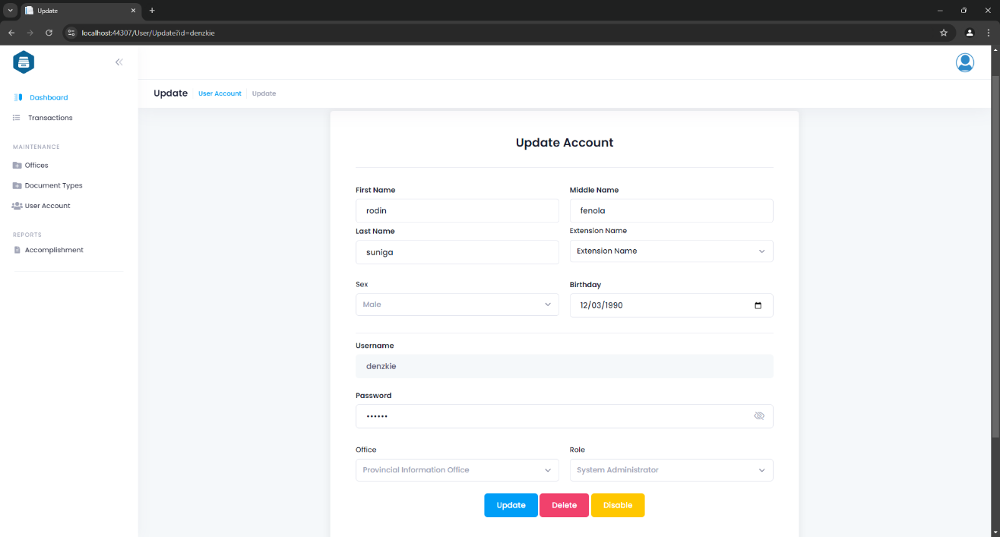 Update
localhost:44307/User/Update?id=denzkie
Dashboard
Transactions
MAINTENANCE
Offices
Document Types
User Account
REPORTS
Accomplishment
Update User Account Update
Update Account
First Name Middle Name
rodin fenola
Last Name Extension Name
suniga Extension Name
Sex Birthday
Male 12/03/1990
Username
denzkie
Password
••••••
Office Role
Provincial Information Office System Administrator
Update Delete Disable